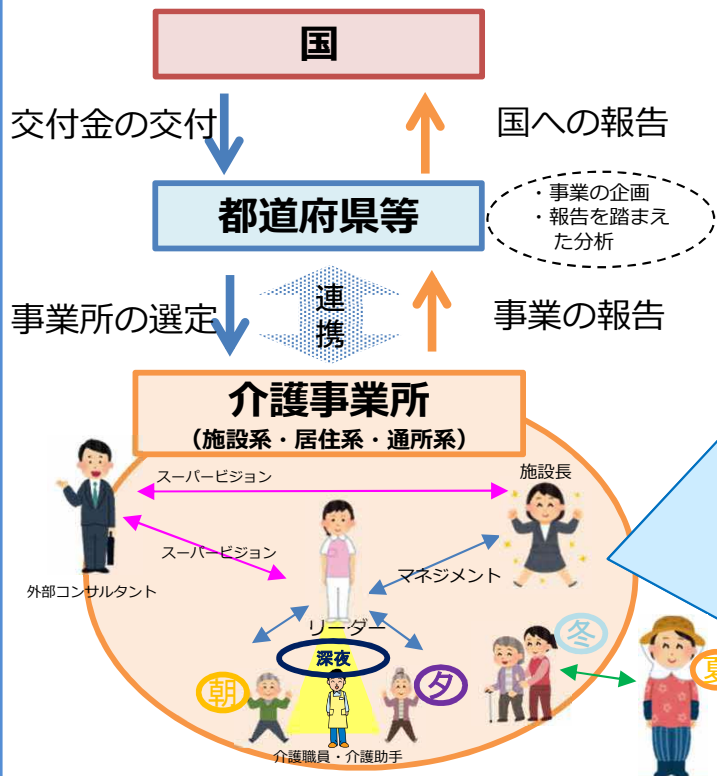 国
交付金の交付
国への報告
都道府県等
・事業の企画
・報告を踏まえ
た分析
事業所の選定
連
携
事業の報告
介護事業所
(施設系・居住系・通所系)
スーパービジョン
施設長
スーパービジョン
マネジメント
外部コンサルタント
リーダー
冬
深夜
朝
夕
夏
介護職員・介護助手